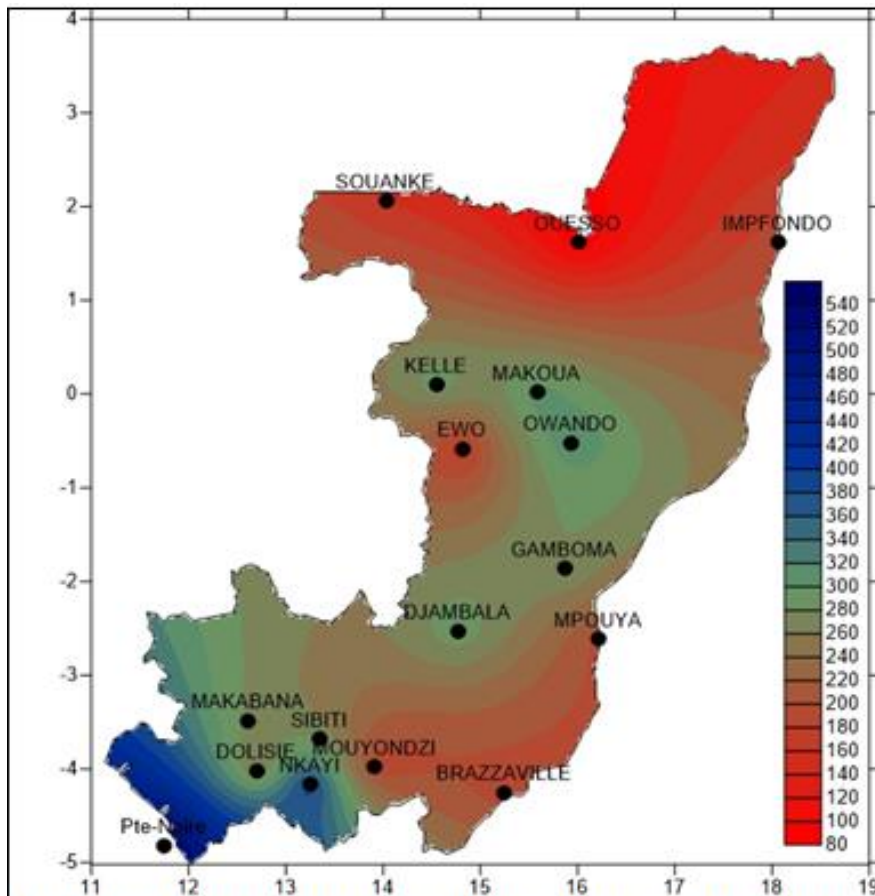 4
3
SOUANKE
2
OUESSO
IMPFONDO
1
540
520
KELLE
MAKOUA
500
480
0
460
EWO
OWANDO
440
420
400
-1
380
360
GAMBOMA
340
320
-2
300
DJAMBALA
MPOUYA
280
260
240
-3
220
MAKABANA
200
SIBITI
180
DOLISIE
MOUYONDZI
160
NKAYI
BRAZZAVILLE
-4
140
120
Pte-Noire
100
80
-5
11 12 13 14 15 16 17 18 19